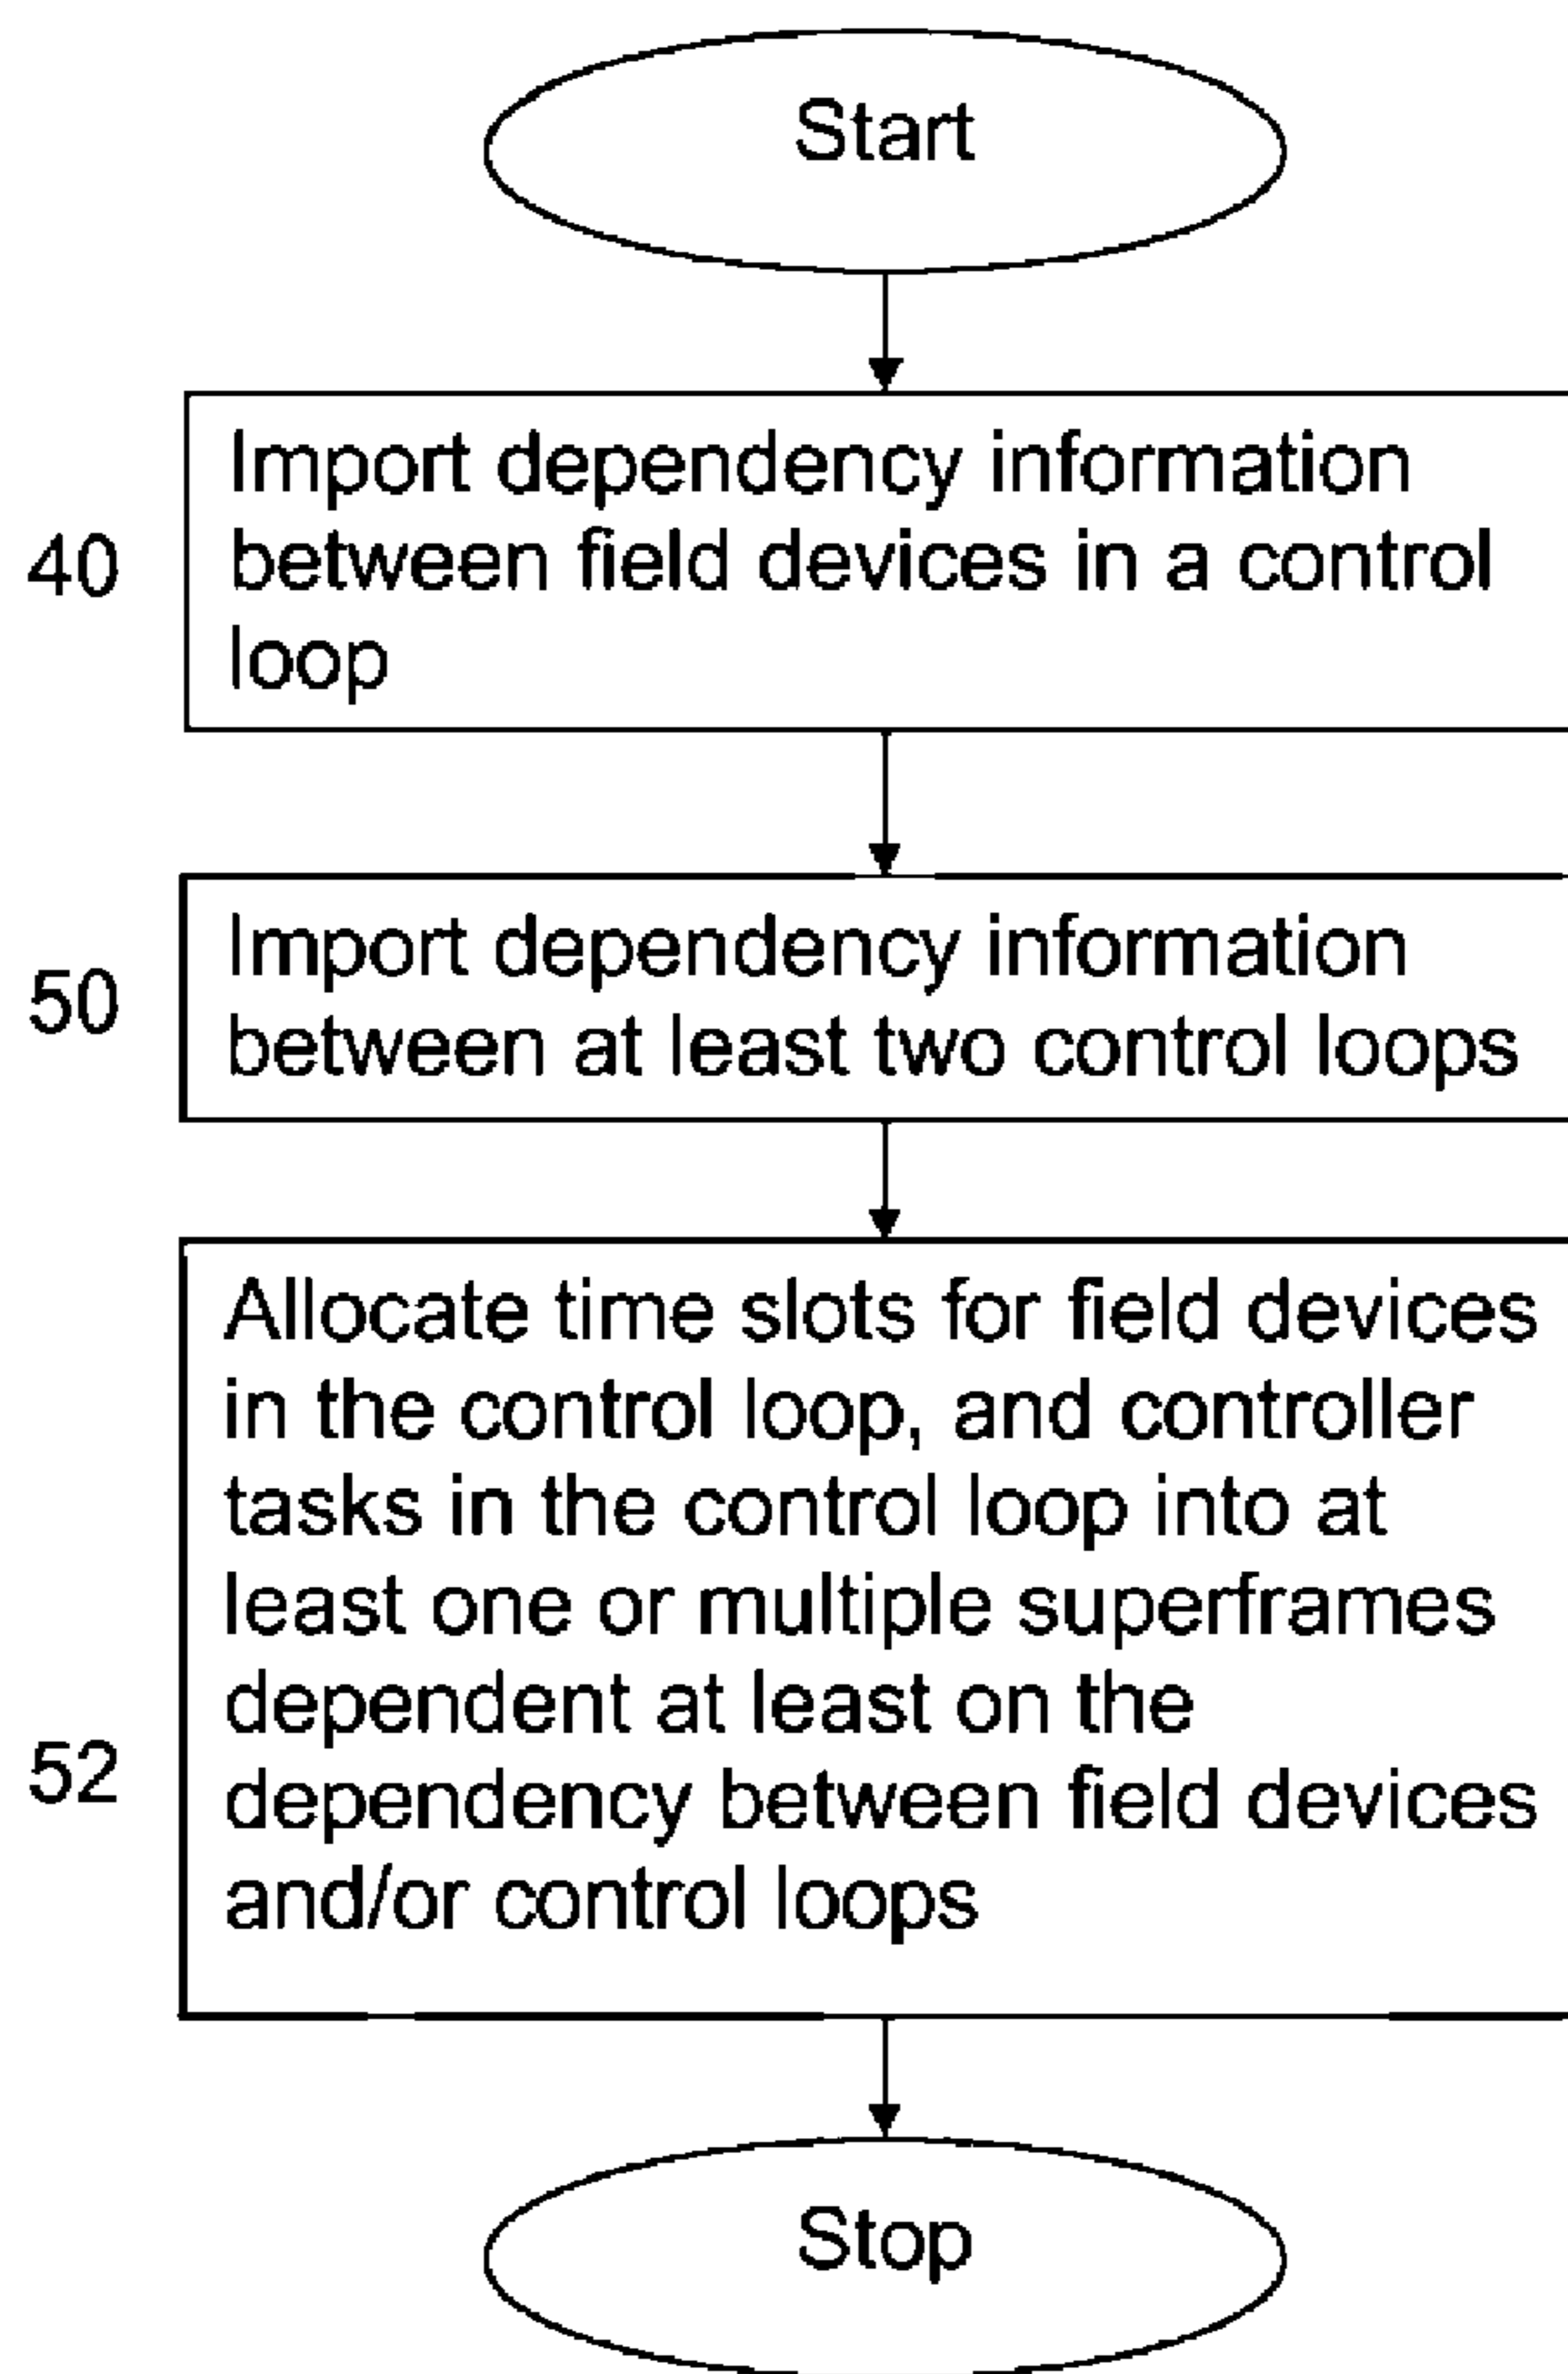 Start
Import dependency information
between field devices in a control
loop
40
Import dependency information
between at least two control loops
50
Allocate time slots for field devices
in the control loop, and controller
tasks in the control loop into at
least one or multiple superframes
dependent at least on the
dependency between field devices
and/or control loops
52
Stop